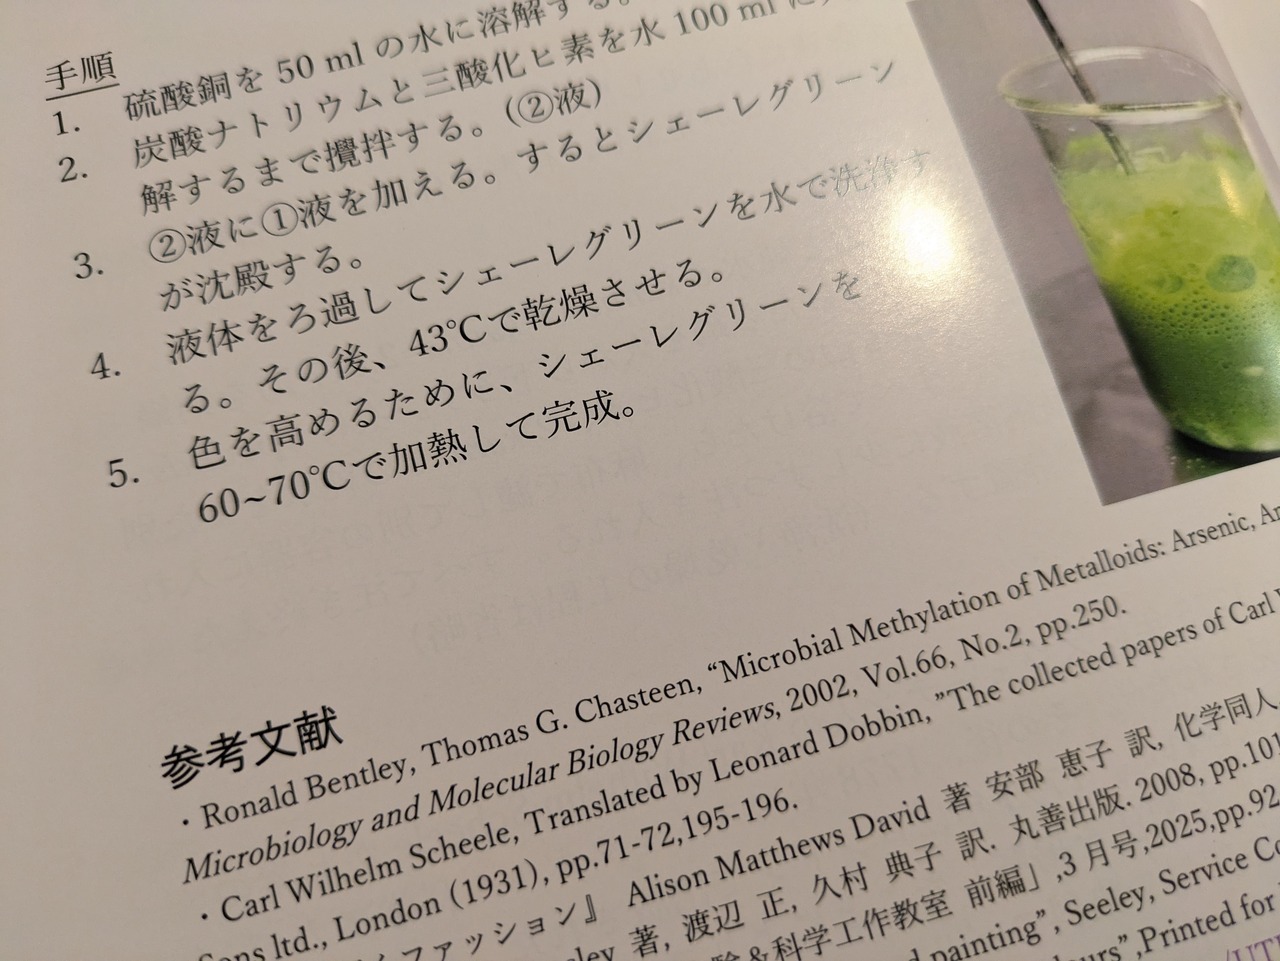 手順
1. 硫酸銅を 50 ml の水に溶解する。
2. 炭酸ナトリウムと三酸化ヒ素を水 100 ml に
解するまで攪拌する。(②液)
3. ②液に①液を加える。するとシェーレグリーン
が沈殿する。
4. 液体をろ過してシェーレグリーンを水で洗浄す
る。その後、43℃で乾燥させる。
5. 色を高めるために、シェーレグリーンを
60~70℃で加熱して完成。
参考文献
・Ronald Bentley, Thomas G. Chasteen, “Microbial Methylation of Metalloids: Arsenic,
Microbiology and Molecular Biology Reviews, 2002, Vol.66, No.2, pp.250.
・Carl Wilhelm Scheele, Translated by Leonard Dobbin, ”The collected papers of Carl
Sons ltd., London (1931), pp.71-72,195-196.
ファッション』 Alison Matthews David 著 安部 恵子 訳, 化学同人
著, 渡辺 正, 久村 典子 訳. 丸善出版. 2008, pp.101
&科学工作教室 前編」,3 月号,2025,pp.92
painting”, Seeley, Service
”,Printed for